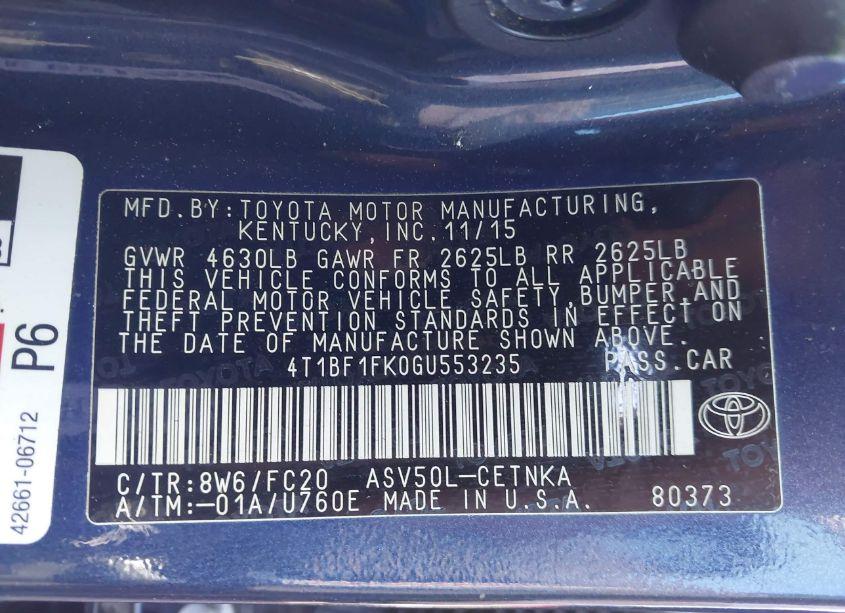 MFD.BY:TOYOTA MOTOR MANUFACTURING,
KENTUCKY,INC.11/15
GVWR 4630LB GAWR FR 2625LB RR 2625LB
THIS VEHICLE CONFORMS TO ALL APPLICABLE
FEDERAL MOTOR VEHICLE SAFETY,BUMPER,AND
THEFT PREVENTION STANDARDS IN EFFECT ON
THE DATE OF MANUFACTURE SHOWN ABOVE.
4T1BF1FK0GU553235 PASS.CAR
C/TR:8W6/FC20 ASV50L-CETNKA
A/TM:-01A/U760E MADE IN U.S.A. 80373
P6
42661-06712